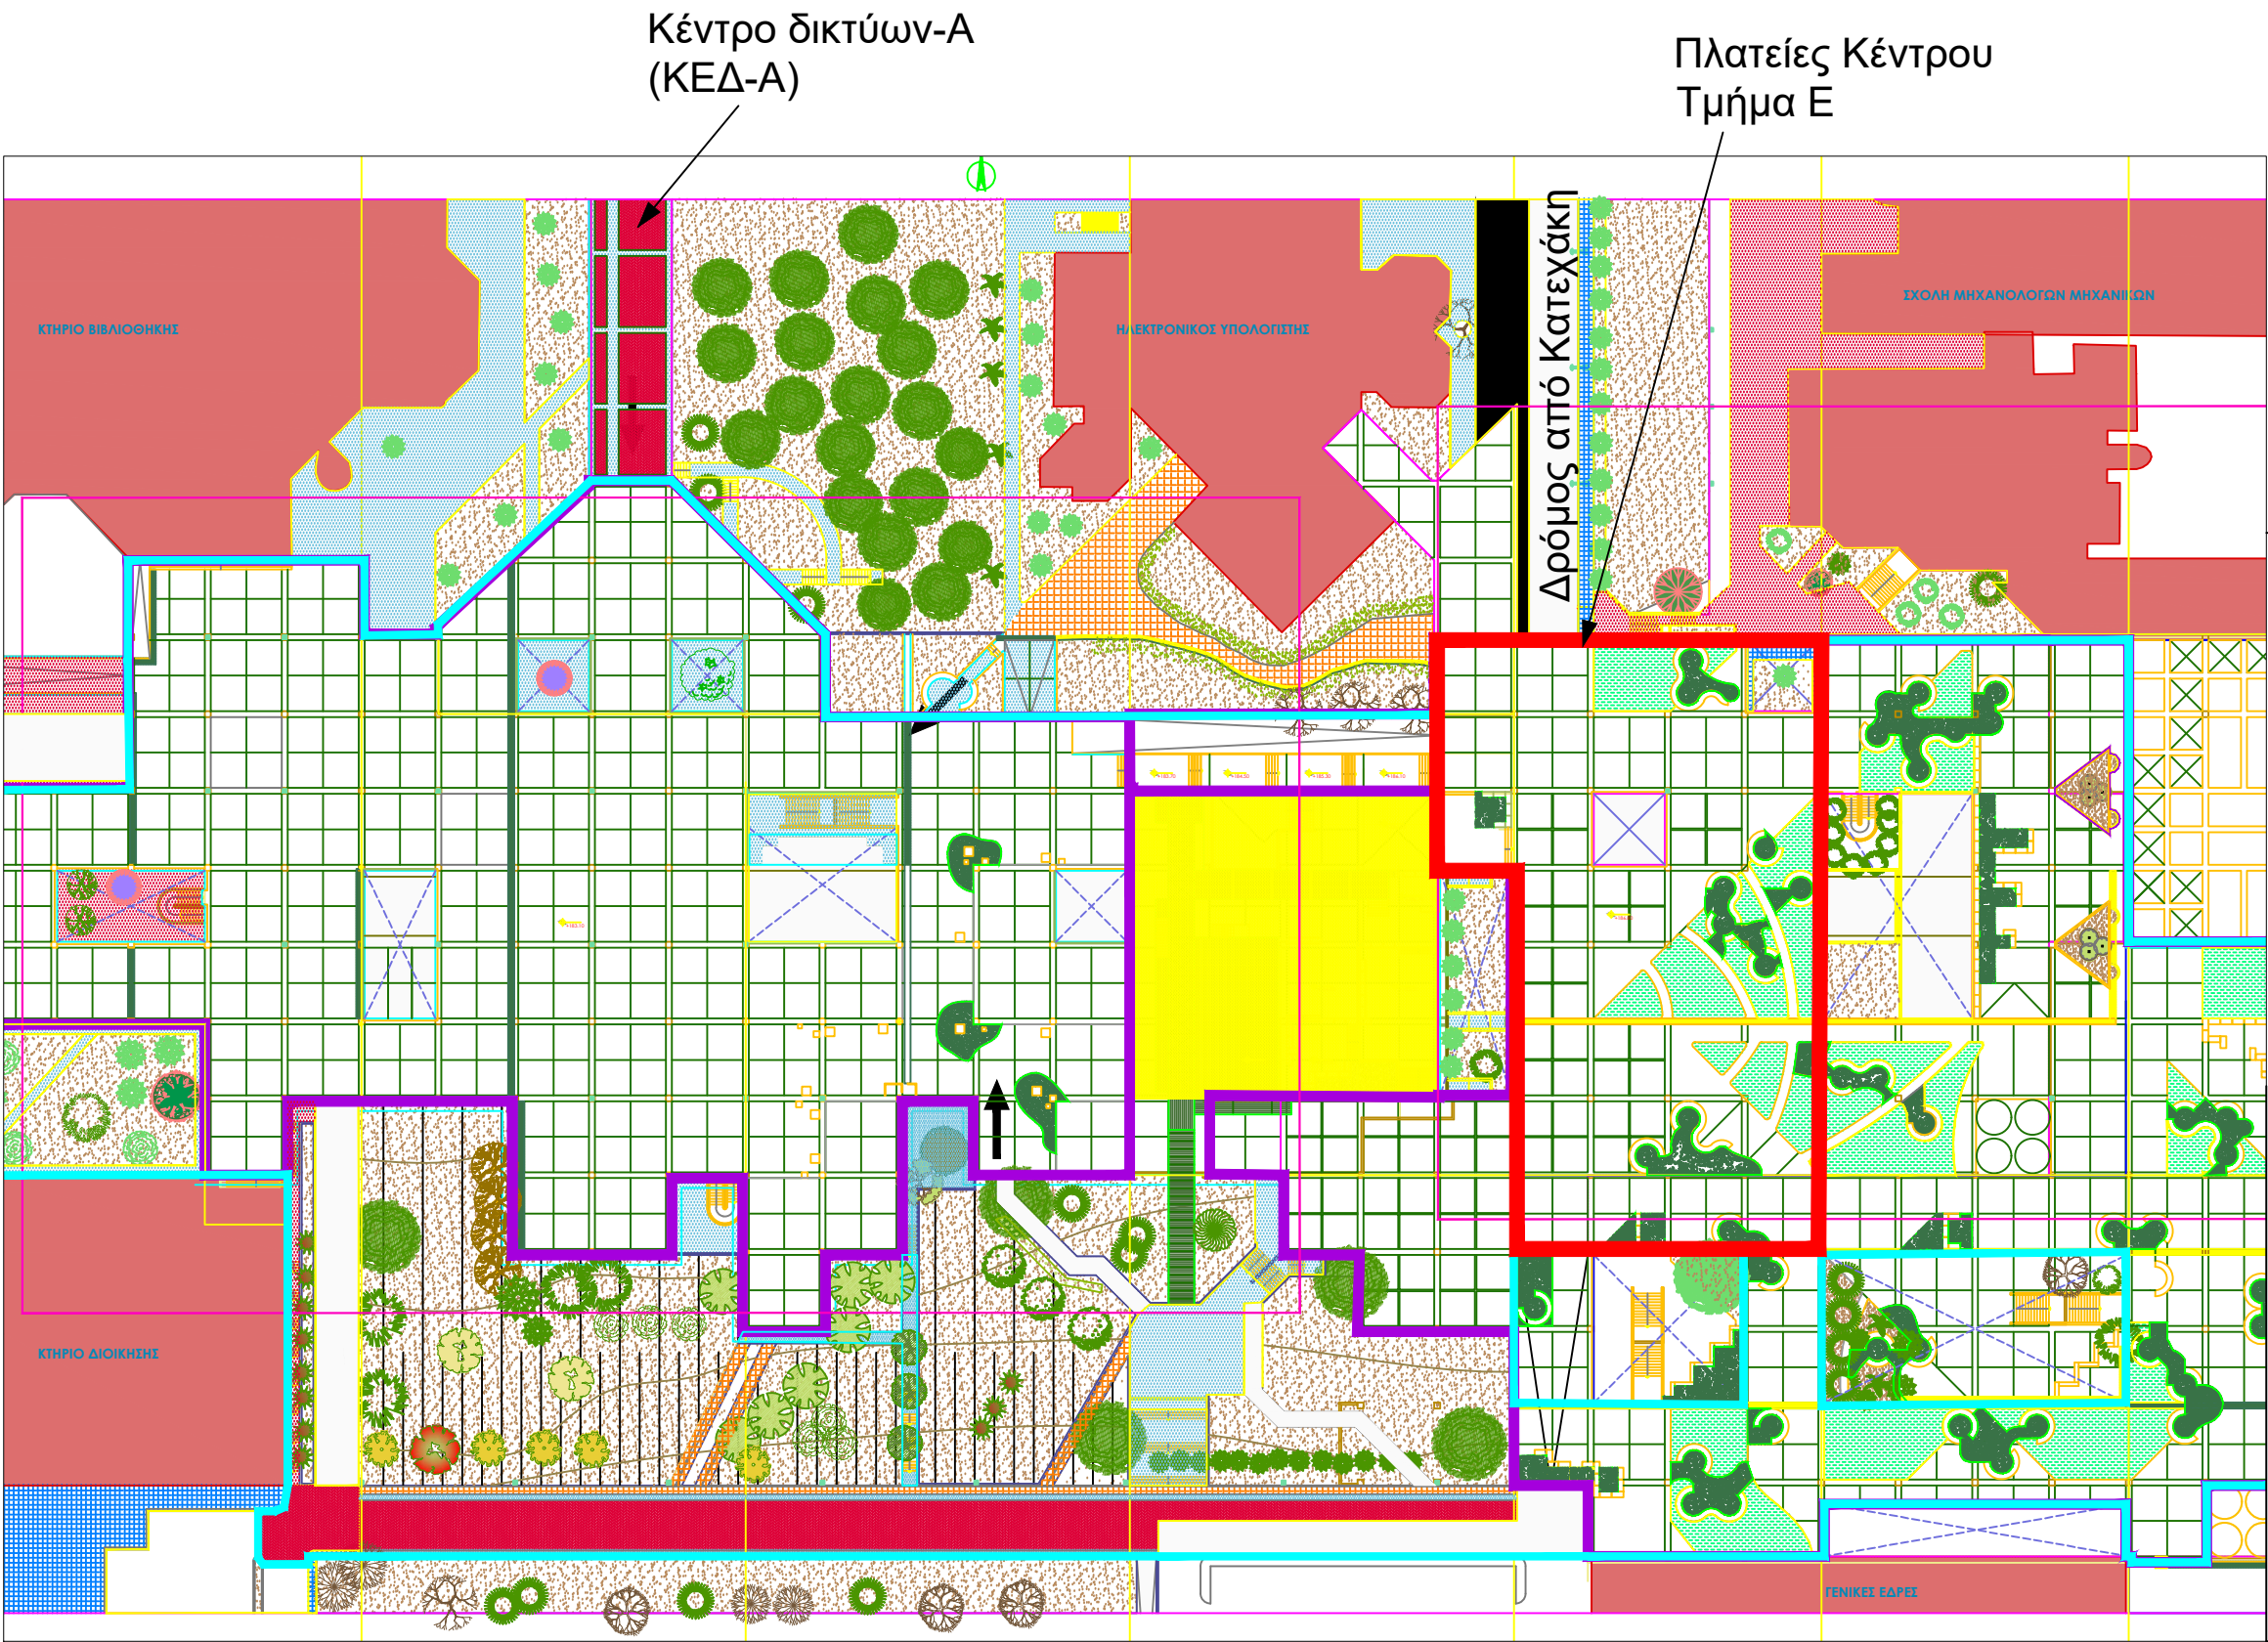 Κέντρο δικτύων-Α
(ΚΕΔ-Α)
Πλατείες Κέντρου
Τμήμα Ε
Δρόμος από Κατεχάκη
ΣΧΟΛΗ ΜΗΧΑΝΟΛΟΓΩΝ ΜΗΧΑΝΙΚΩΝ
ΚΤΗΡΙΟ ΒΙΒΛΙΟΘΗΚΗΣ
ΗΛΕΚΤΡΟΝΙΚΟΣ ΥΠΟΛΟΓΙΣΤΗΣ
ΚΤΗΡΙΟ ΔΙΟΙΚΗΣΗΣ
ΓΕΝΙΚΕΣ ΕΔΡΕΣ